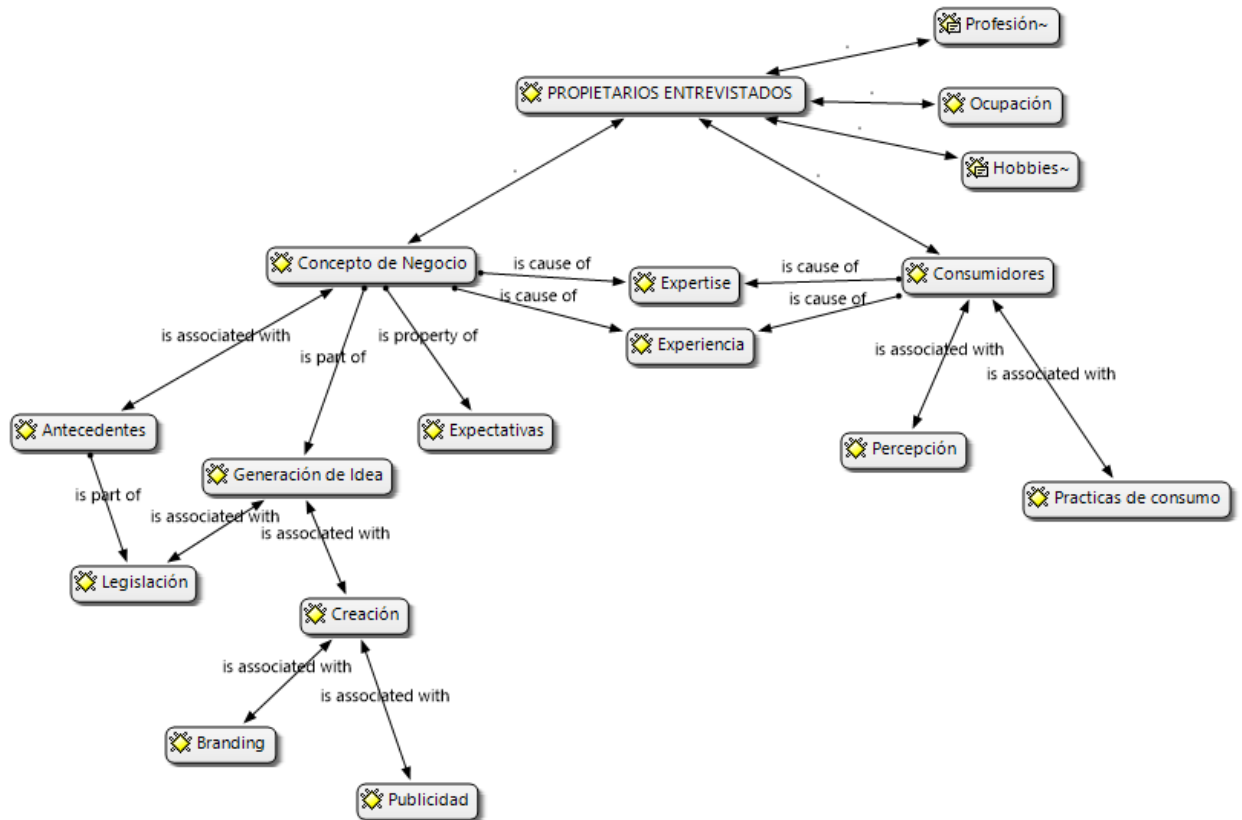 Profesión~
PROPIETARIOS ENTREVISTADOS
Ocupación
Hobbies~
Concepto de Negocio
is cause of
Expertise
is cause of
Consumidores
is cause of
is cause of
Experiencia
is associated with
is part of
is property of
is associated with
is associated with
Antecedentes
Expectativas
Percepción
Generación de Idea
Practicas de consumo
is part of
is associated with
is associated with
Legislación
Creación
is associated with
is associated with
Branding
Publicidad